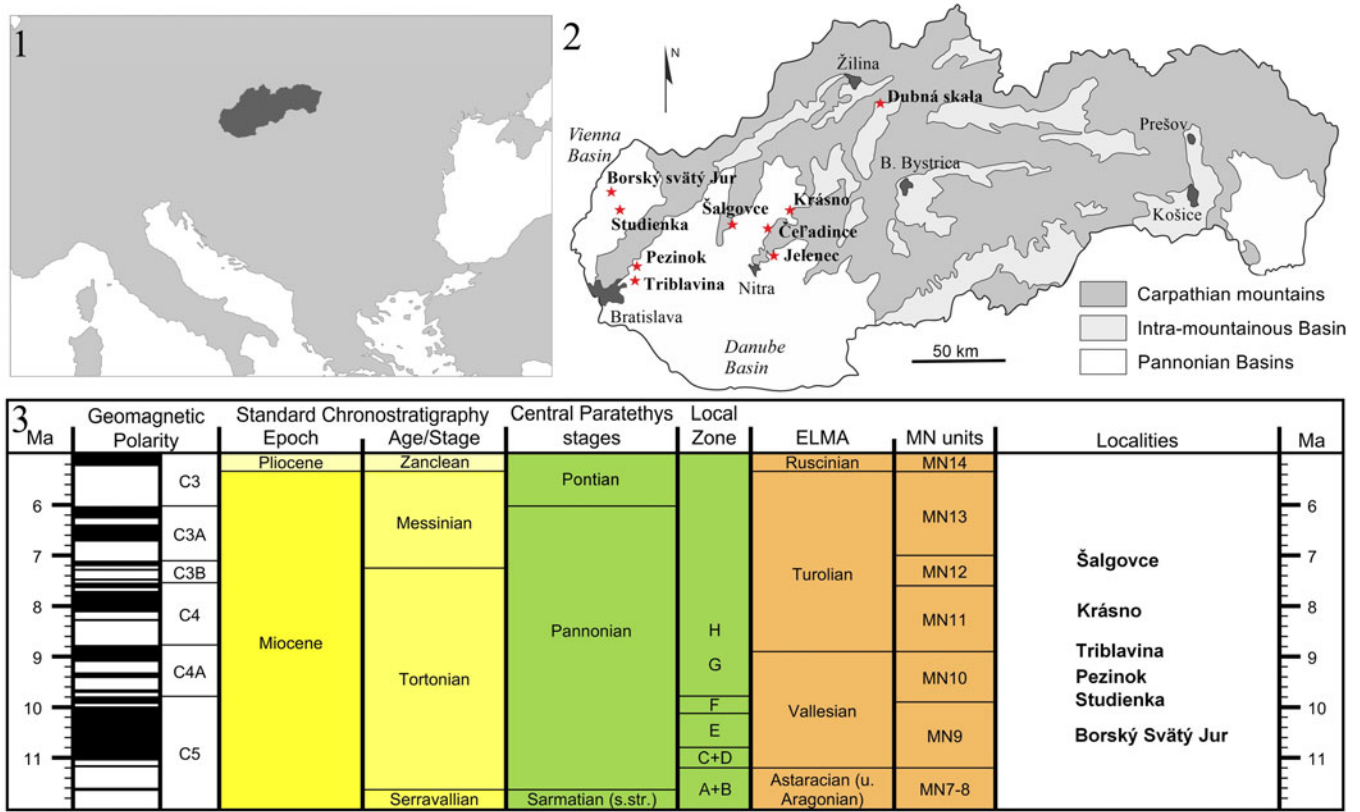 1
2
N
Žilina
Dubná skała
Vienna
Basin
Prešov
B. Bystrica
Borský svätý Jur
Krásno
Šalgovce
Studienka
Košice
Čeľadince
Pezinok
Jelenec
Triblavina
Nitra
Bratislava
Danube
Basin
50 km
Carpathian mountains
Intra-mountainous Basin
Pannonian Basins
3
Ma
Geomagnetic
Polarity
Standard Chronostratigraphy
Epoch
Age/Stage
Central Paratethys
stages
Local
Zone
ELMA
MN units
Localities
Ma
Pliocene
Zanclean
Ruscinian
MN14
C3
Pontian
6
6
Messinian
MN13
C3A
7
7
Šalgovce
C3B
Turolian
MN12
8
8
C4
Krásno
MN11
Miocene
Pannonian
H
Triblavina
9
9
G
C4A
Tortonian
MN10
Pezinok
Studienka
10
10
F
Vallesian
E
MN9
Borský Svätý Jur
C5
C+D
11
11
A+B
Astaracian (u.
Aragonian)
MN7-8
Serravallian
Sarmatian (s.str.)